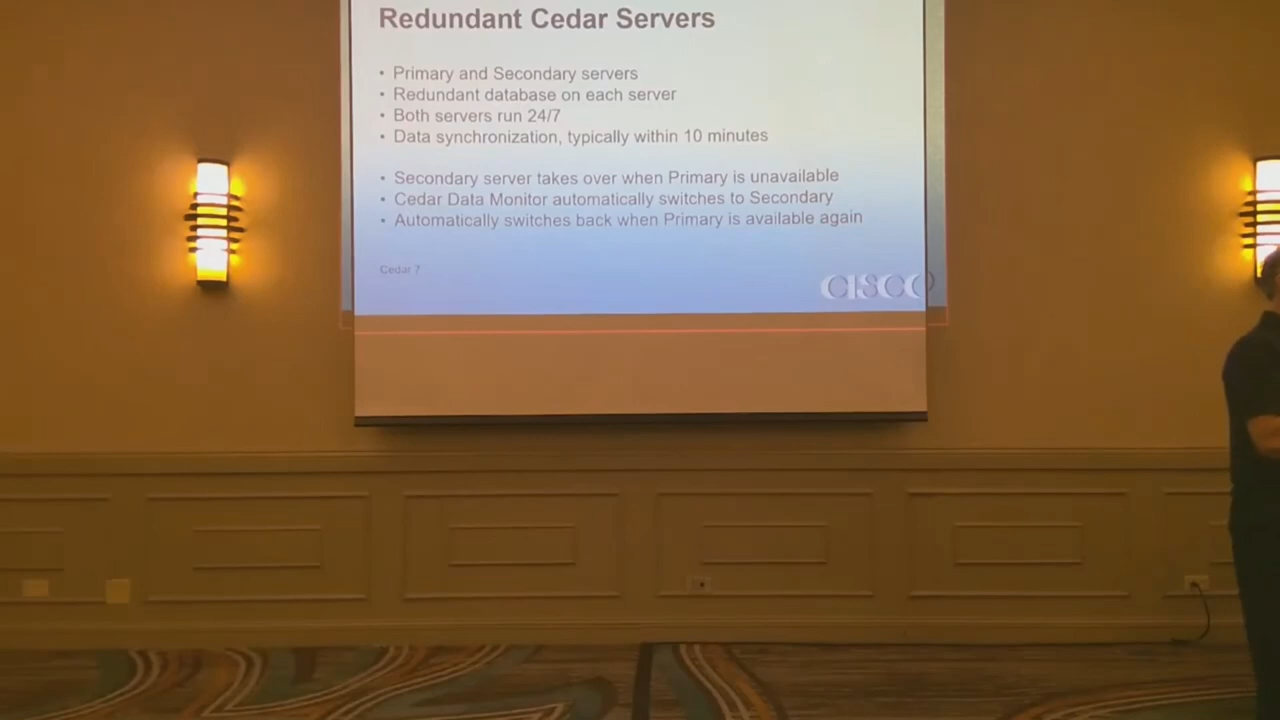 Redundant Cedar Servers
• Primary and Secondary servers
• Redundant database on each server
• Both servers run 24/7
• Data synchronization, typically within 10 minutes
• Secondary server takes over when Primary is unavailable
• Cedar Data Monitor automatically switches to Secondary
• Automatically switches back when Primary is available again
Cedar 7
CISCO